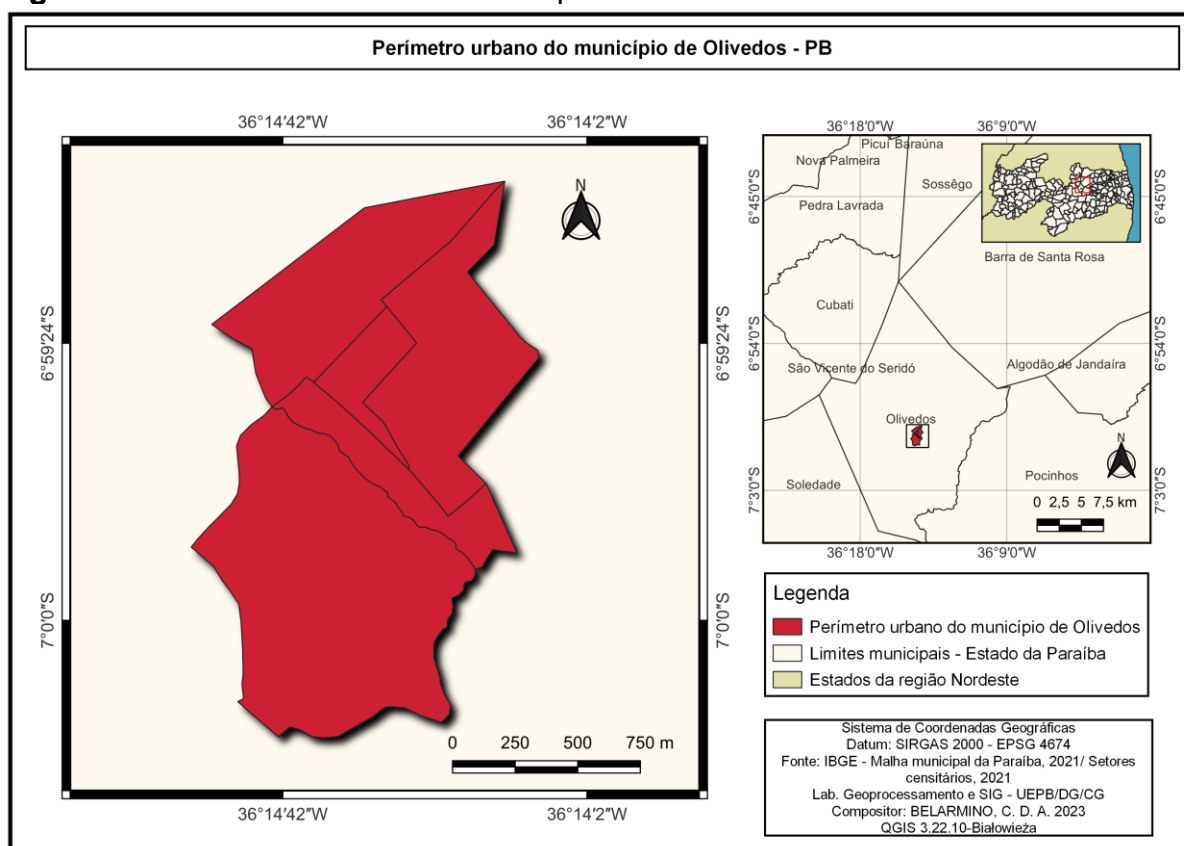 Perímetro urbano do município de Olivedos - PB
36°14′42″W
36°14′2″W
N
6°59′24″S
6°59′24″S
7°0′0″S
7°0′0″S
0 250 500 750 m
36°14′42″W
36°14′2″W
36°18′0″W
36°9′0″W
Picuí Baraúna
Nova Palmeira
Sossêgo
6°45′0″S
6°45′0″S
Pedra Lavrada
Barra de Santa Rosa
Cubati
6°54′0″S
6°54′0″S
São Vicente do Seridó
Algodão de Jandaíra
Olivedos
N
Pocinhos
Soledade
7°3′0″S
7°3′0″S
0 2,5 5 7,5 km
36°18′0″W
36°9′0″W
Legenda
Perímetro urbano do município de Olivedos
Limites municipais - Estado da Paraíba
Estados da região Nordeste
Sistema de Coordenadas Geográficas
Datum: SIRGAS 2000 - EPSG 4674
Fonte: IBGE - Malha municipal da Paraíba, 2021/ Setores
censitários, 2021
Lab. Geoprocessamento e SIG - UEPB/DG/CG
Compositor: BELARMINO, C. D. A. 2023
QGIS 3.22.10-Białowieża